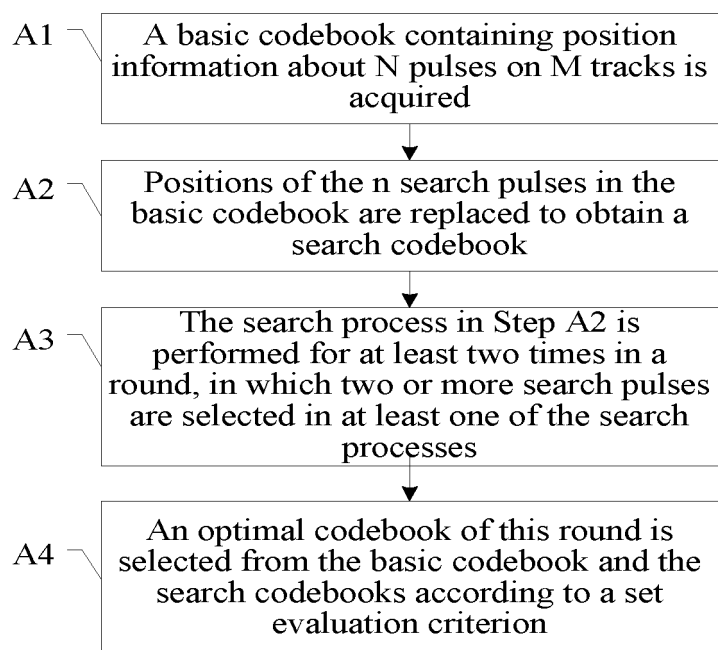 A1
A basic codebook containing position
information about N pulses on M tracks is
acquired
A2
Positions of the n search pulses in the
basic codebook are replaced to obtain a
search codebook
A3
The search process in Step A2 is
performed for at least two times in a
round, in which two or more search pulses
are selected in at least one of the search
processes
A4
An optimal codebook of this round is
selected from the basic codebook and the
search codebooks according to a set
evaluation criterion